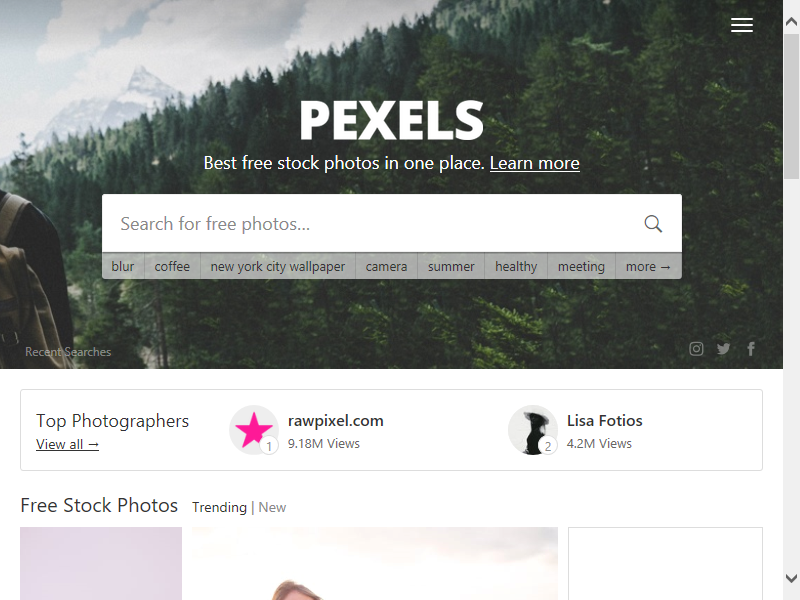 PEXELS
Best free stock photos in one place. Learn more
Search for free photos...
blur coffee new york city wallpaper camera summer healthy meeting more →
Recent Searches
Top Photographers
View all →
1
rawpixel.com
9.18M Views
2
Lisa Fotios
4.2M Views
Free Stock Photos Trending | New